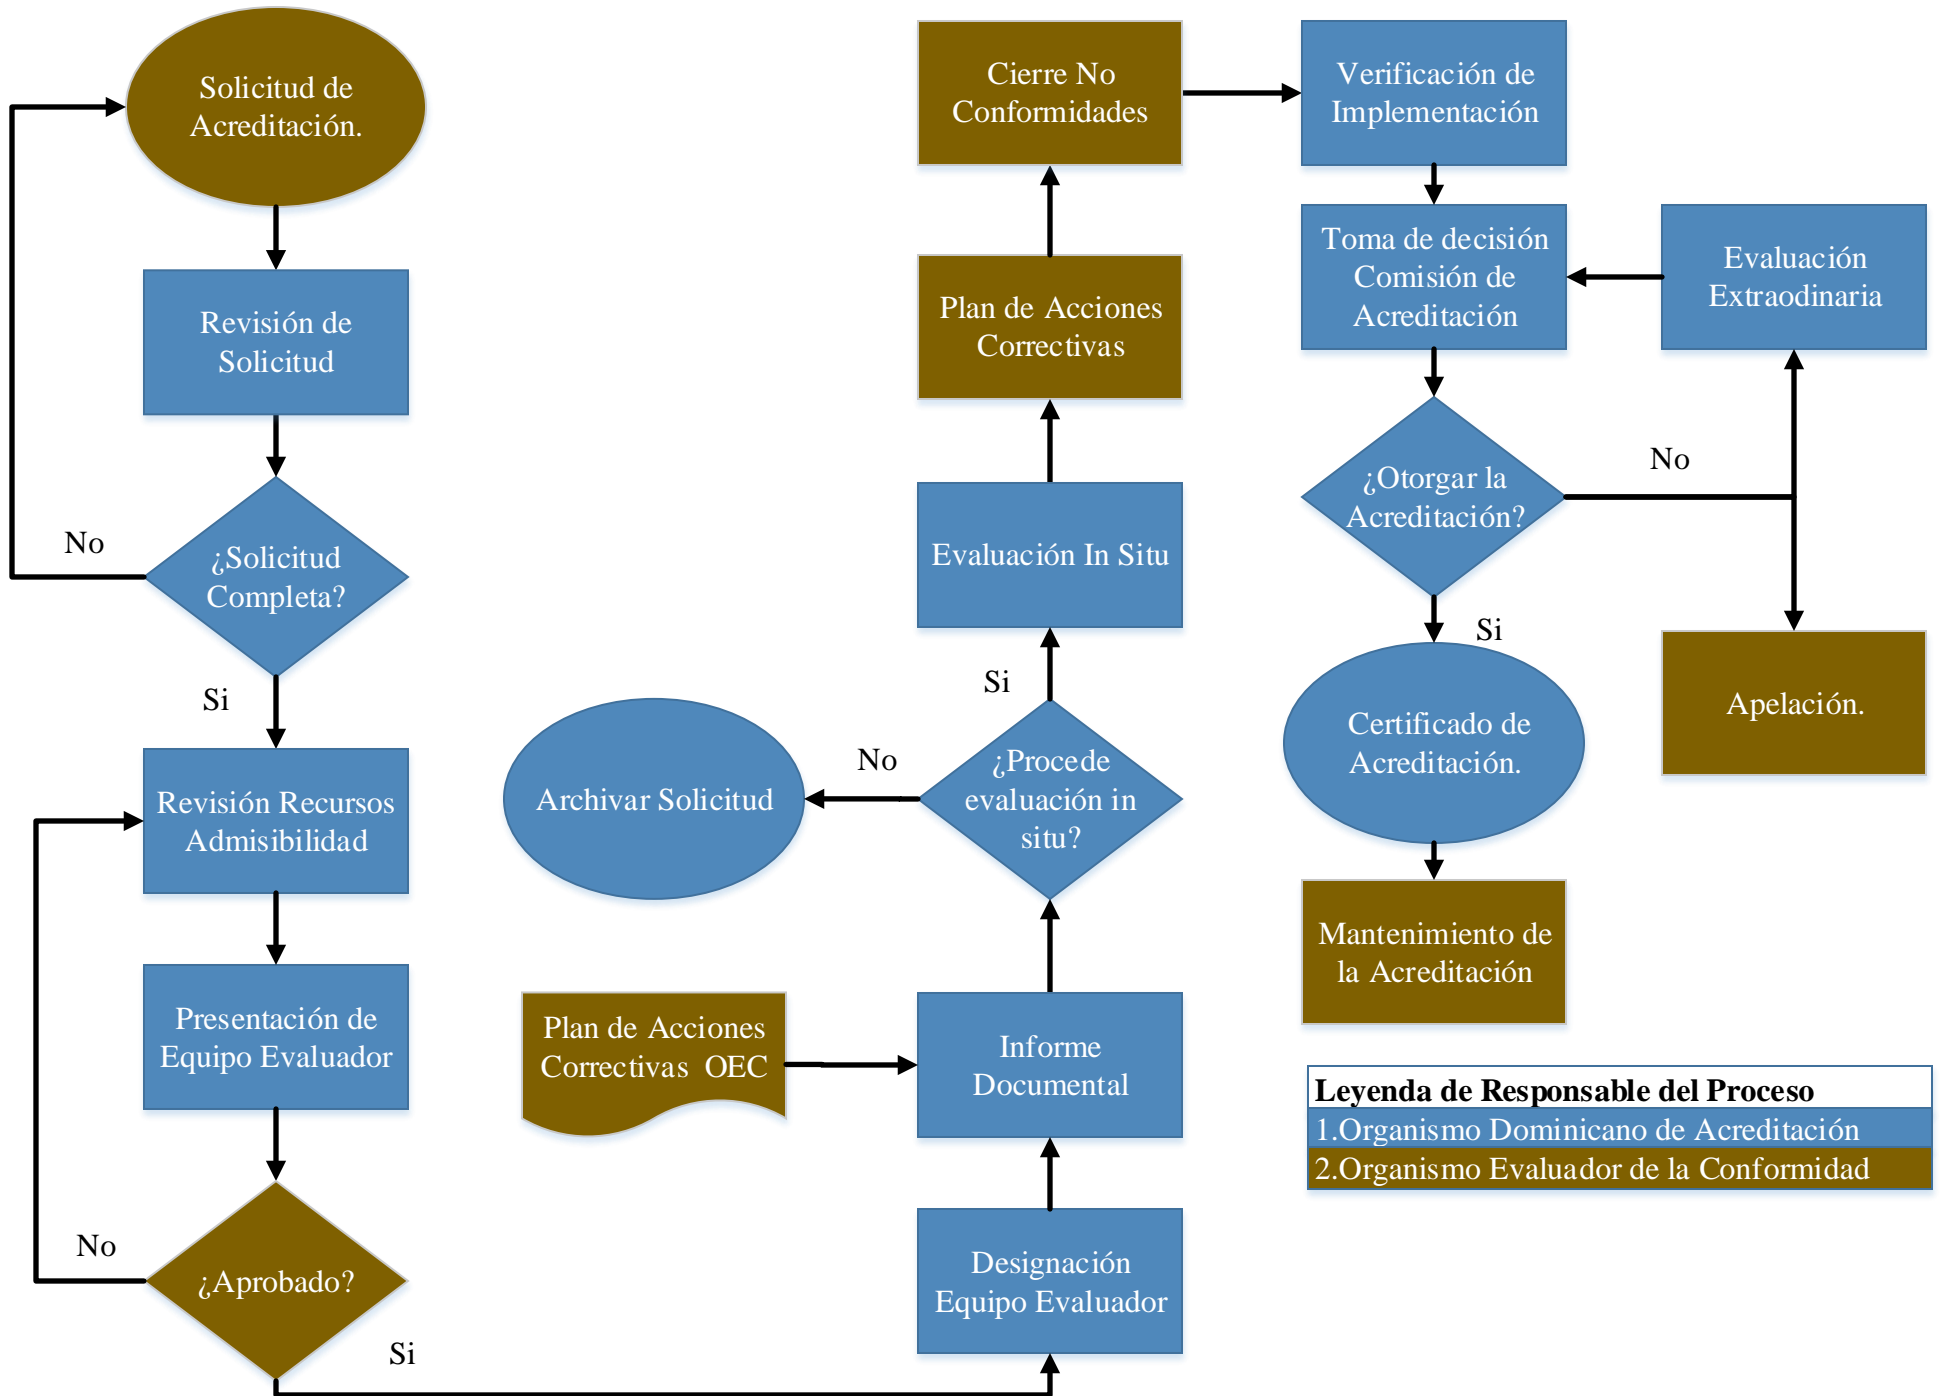 Solicitud de
Acreditación.
Revisión de
Solicitud
No
¿Solicitud
Completa?
Si
Revisión Recursos
Admisibilidad
Presentación de
Equipo Evaluador
No
¿Aprobado?
Si
Designación
Equipo Evaluador
Plan de Acciones
Correctivas OEC
Informe
Documental
¿Procede
evaluación in
situ?
No
Archivar Solicitud
Si
Evaluación In Situ
Plan de Acciones
Correctivas
Cierre No
Conformidades
Verificación de
Implementación
Toma de decisión
Comisión de
Acreditación
Evaluación
Extraodinaria
¿Otorgar la
Acreditación?
No
Apelación.
Si
Certificado de
Acreditación.
Mantenimiento de
la Acreditación
Leyenda de Responsable del Proceso
1.Organismo Dominicano de Acreditación
2.Organismo Evaluador de la Conformidad